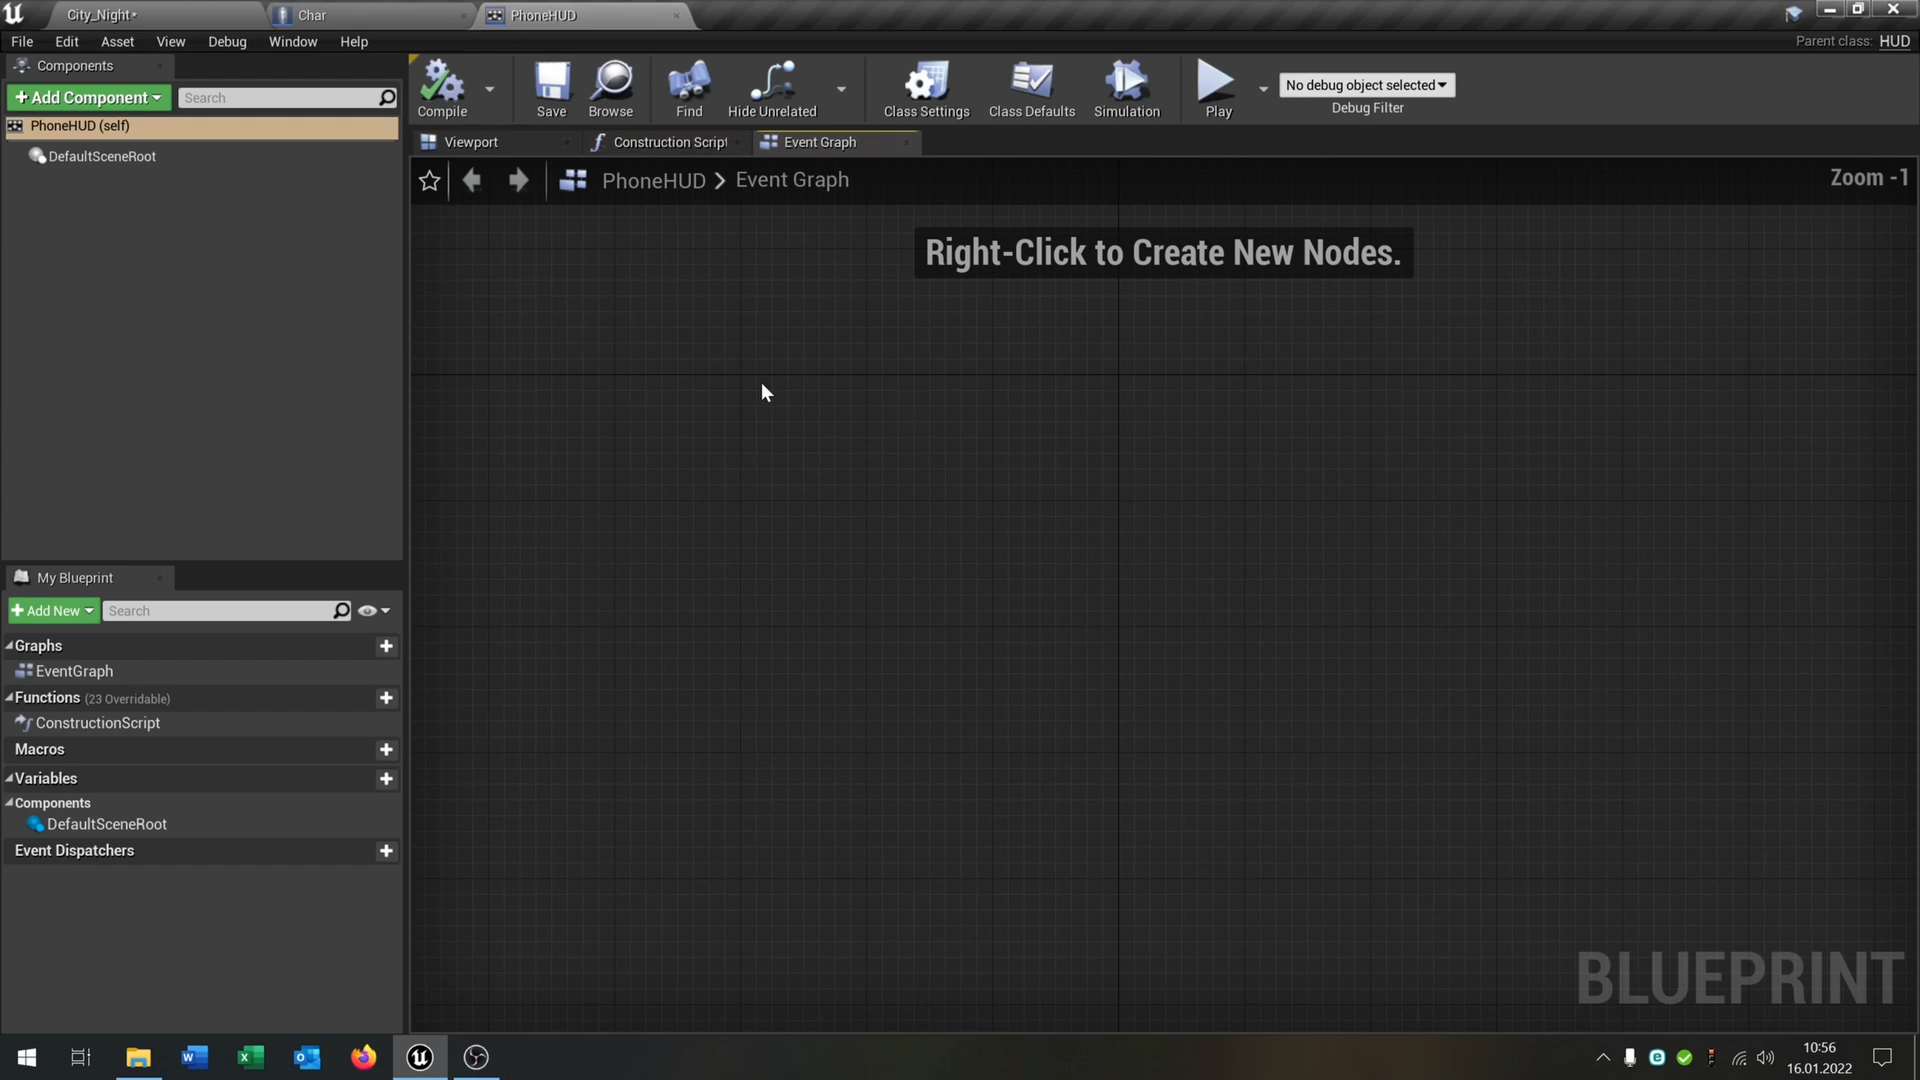 City_Night*
Char
PhoneHUD
File
Edit
Asset
View
Debug
Window
Help
Parent class: HUD
Components
+ Add Component
Search
PhoneHUD (self)
DefaultSceneRoot
Compile
Save
Browse
Find
Hide Unrelated
Class Settings
Class Defaults
Simulation
Play
No debug object selected
Debug Filter
Viewport
Construction Script
Event Graph
PhoneHUD > Event Graph
Zoom -1
Right-Click to Create New Nodes.
My Blueprint
+ Add New
Search
Graphs
EventGraph
Functions (23 Overridable)
ConstructionScript
Macros
Variables
Components
DefaultSceneRoot
Event Dispatchers
BLUEPRINT
10:56
16.01.2022